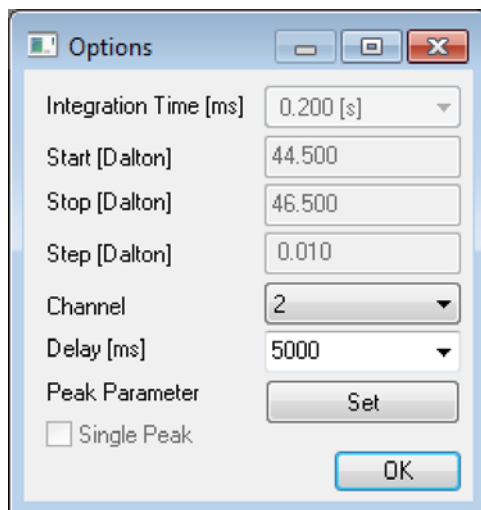 Options
Integration Time [ms] 0.200 [s]
Start [Dalton] 44.500
Stop [Dalton] 46.500
Step [Dalton] 0.010
Channel 2
Delay [ms] 5000
Peak Parameter Set
Single Peak
OK